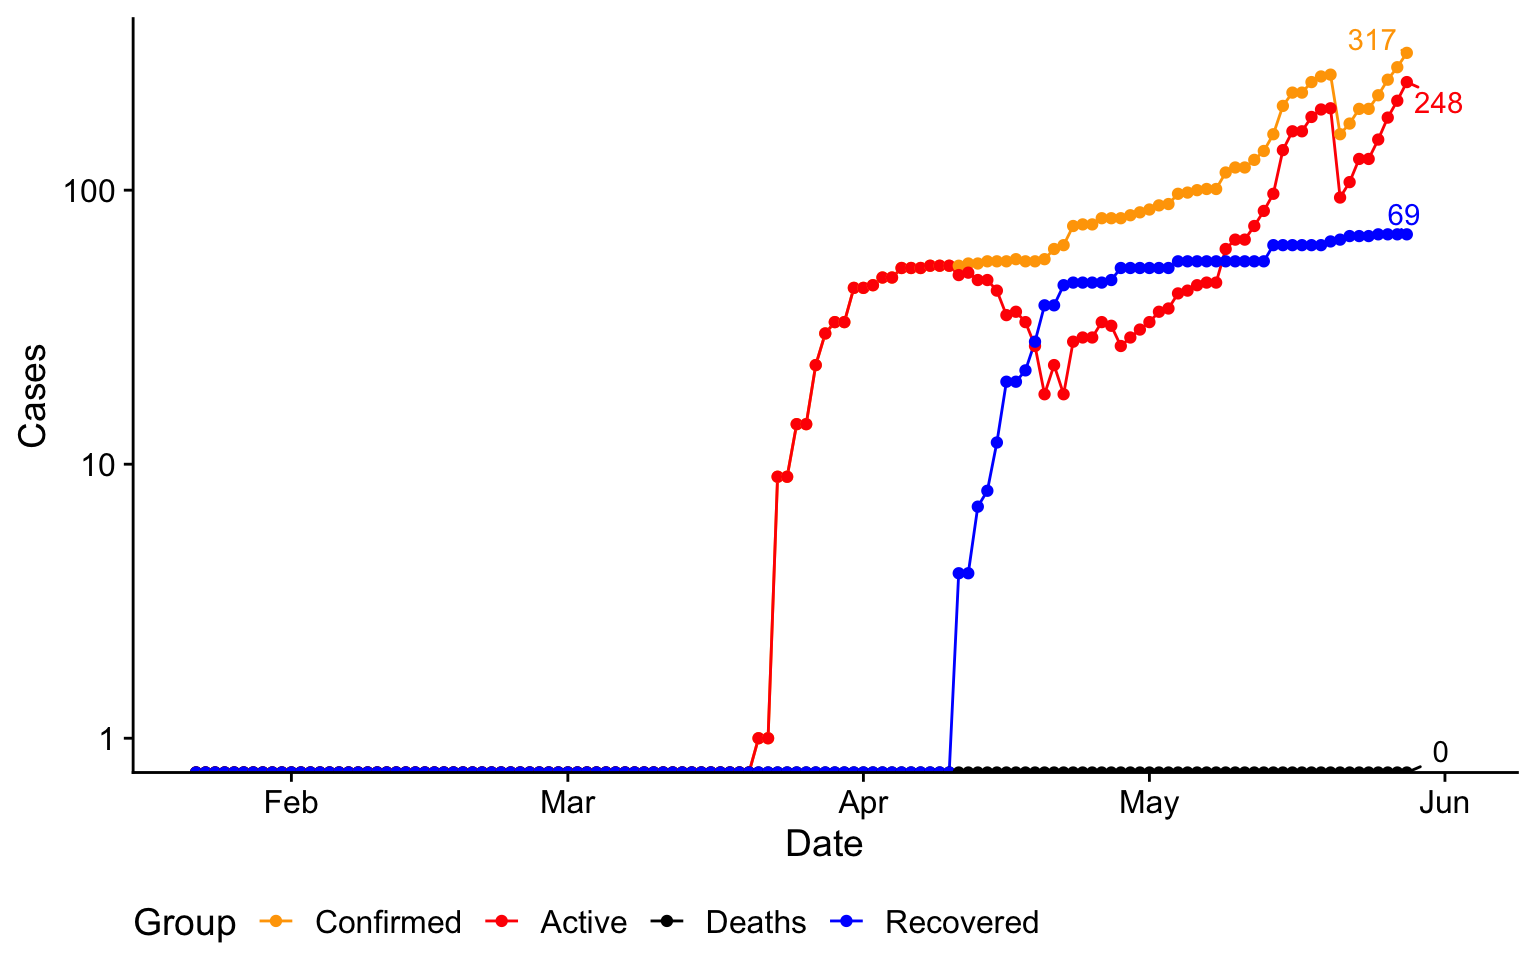 317
248
100
69
Cases
10
1
0
Feb Mar Apr May Jun
Date
Group Confirmed Active Deaths Recovered